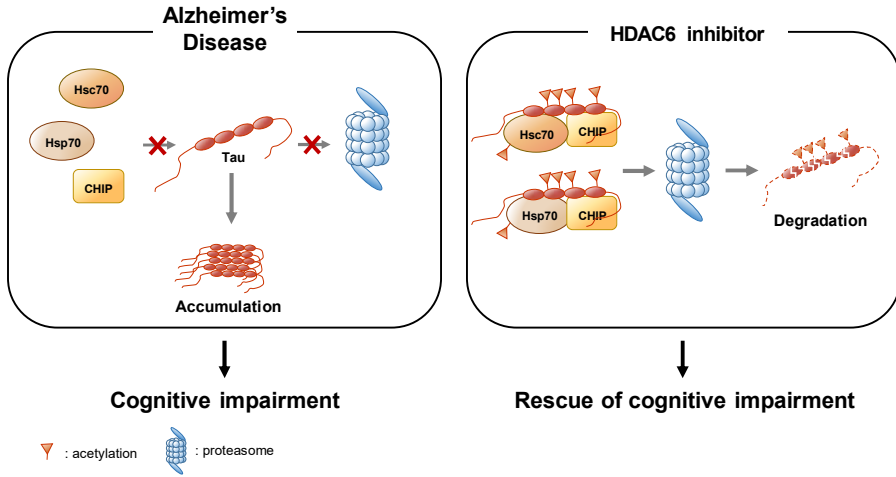 Alzheimer's
Disease
Hsc70
Hsp70
CHIP
Tau
Accumulation
Cognitive impairment
HDAC6 inhibitor
Hsc70
CHIP
Hsp70
CHIP
Degradation
Rescue of cognitive impairment
: acetylation
: proteasome